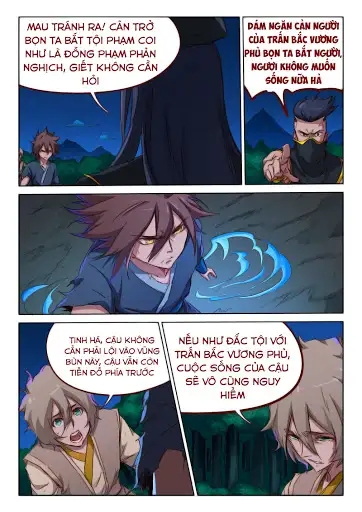 MAU TRÁNH RA! CẢN TRỞ
BỌN TA BẮT TỘI PHẠM COI
NHƯ LÀ ĐỒNG PHẠM PHẢN
NGHỊCH, GIẾT KHÔNG CẦN
HỎI
DÁM NGĂN CẢN NGƯỜI
CỦA TRẤN BẮC VƯƠNG
PHỦ BỌN TA BẮT NGƯỜI,
NGƯƠI KHÔNG MUỐN
SỐNG NỮA HẢ
TỊNH HÀ, CẬU KHÔNG
CẦN PHẢI LỘI VÀO VŨNG
BÙN NÀY, CẬU VẪN CÒN
TIỀN ĐỒ PHÍA TRƯỚC
NẾU NHƯ ĐẮC TỘI VỚI
TRẤN BẮC VƯƠNG PHỦ,
CUỘC SỐNG CỦA CẬU
SẼ VÔ CÙNG NGUY
HIỂM